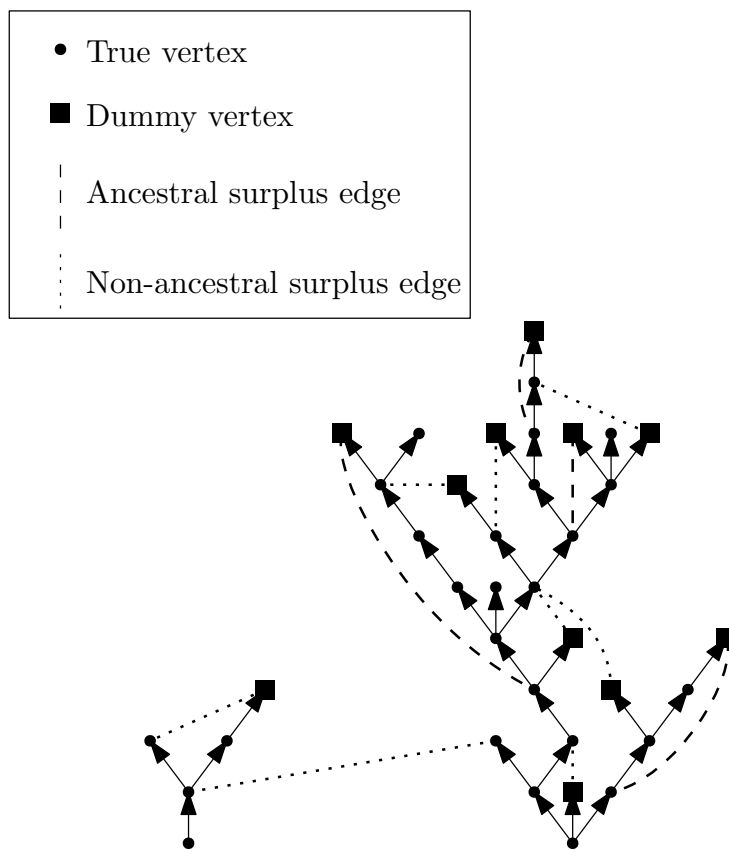 True vertex
Dummy vertex
Ancestral surplus edge
Non-ancestral surplus edge